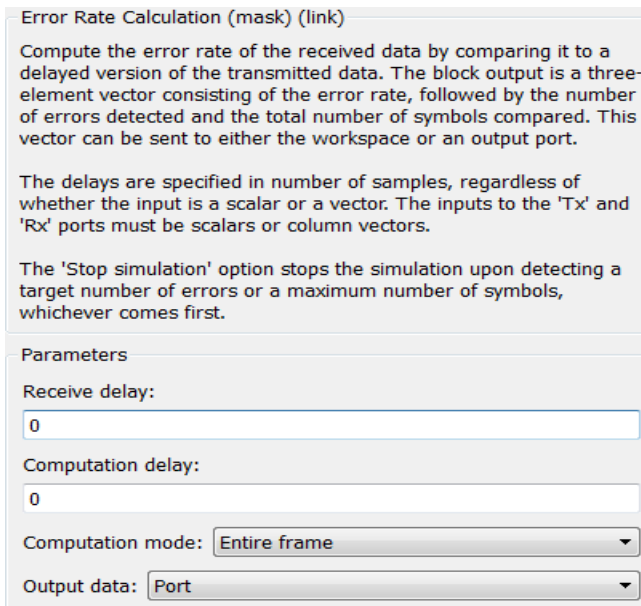 Error Rate Calculation (mask) (link)
Compute the error rate of the received data by comparing it to a
delayed version of the transmitted data. The block output is a three-
element vector consisting of the error rate, followed by the number
of errors detected and the total number of symbols compared. This
vector can be sent to either the workspace or an output port.
The delays are specified in number of samples, regardless of
whether the input is a scalar or a vector. The inputs to the 'Tx' and
'Rx' ports must be scalars or column vectors.
The 'Stop simulation' option stops the simulation upon detecting a
target number of errors or a maximum number of symbols,
whichever comes first.
Parameters
Receive delay:
0
Computation delay:
0
Computation mode: Entire frame
Output data: Port